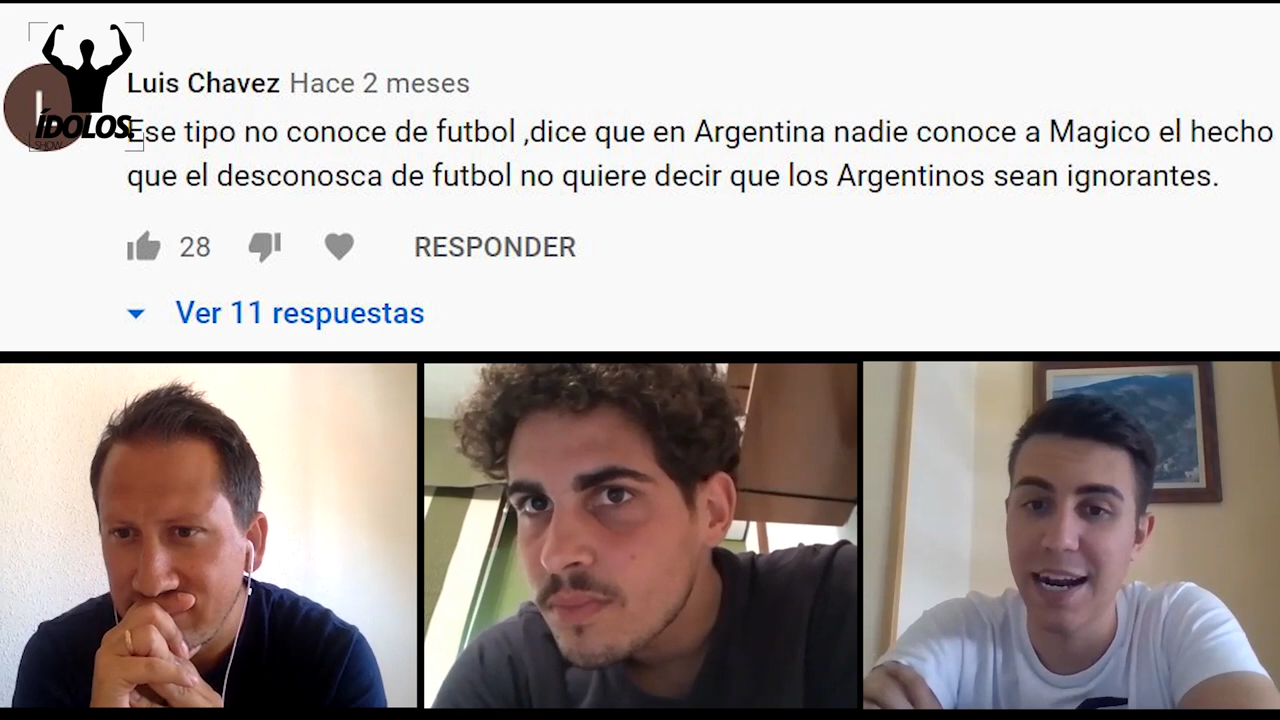 Luis Chavez Hace 2 meses
ÍDOLOS
SHOW
Ese tipo no conoce de futbol ,dice que en Argentina nadie conoce a Magico el hecho
que el desconosca de futbol no quiere decir que los Argentinos sean ignorantes.
28
RESPONDER
Ver 11 respuestas